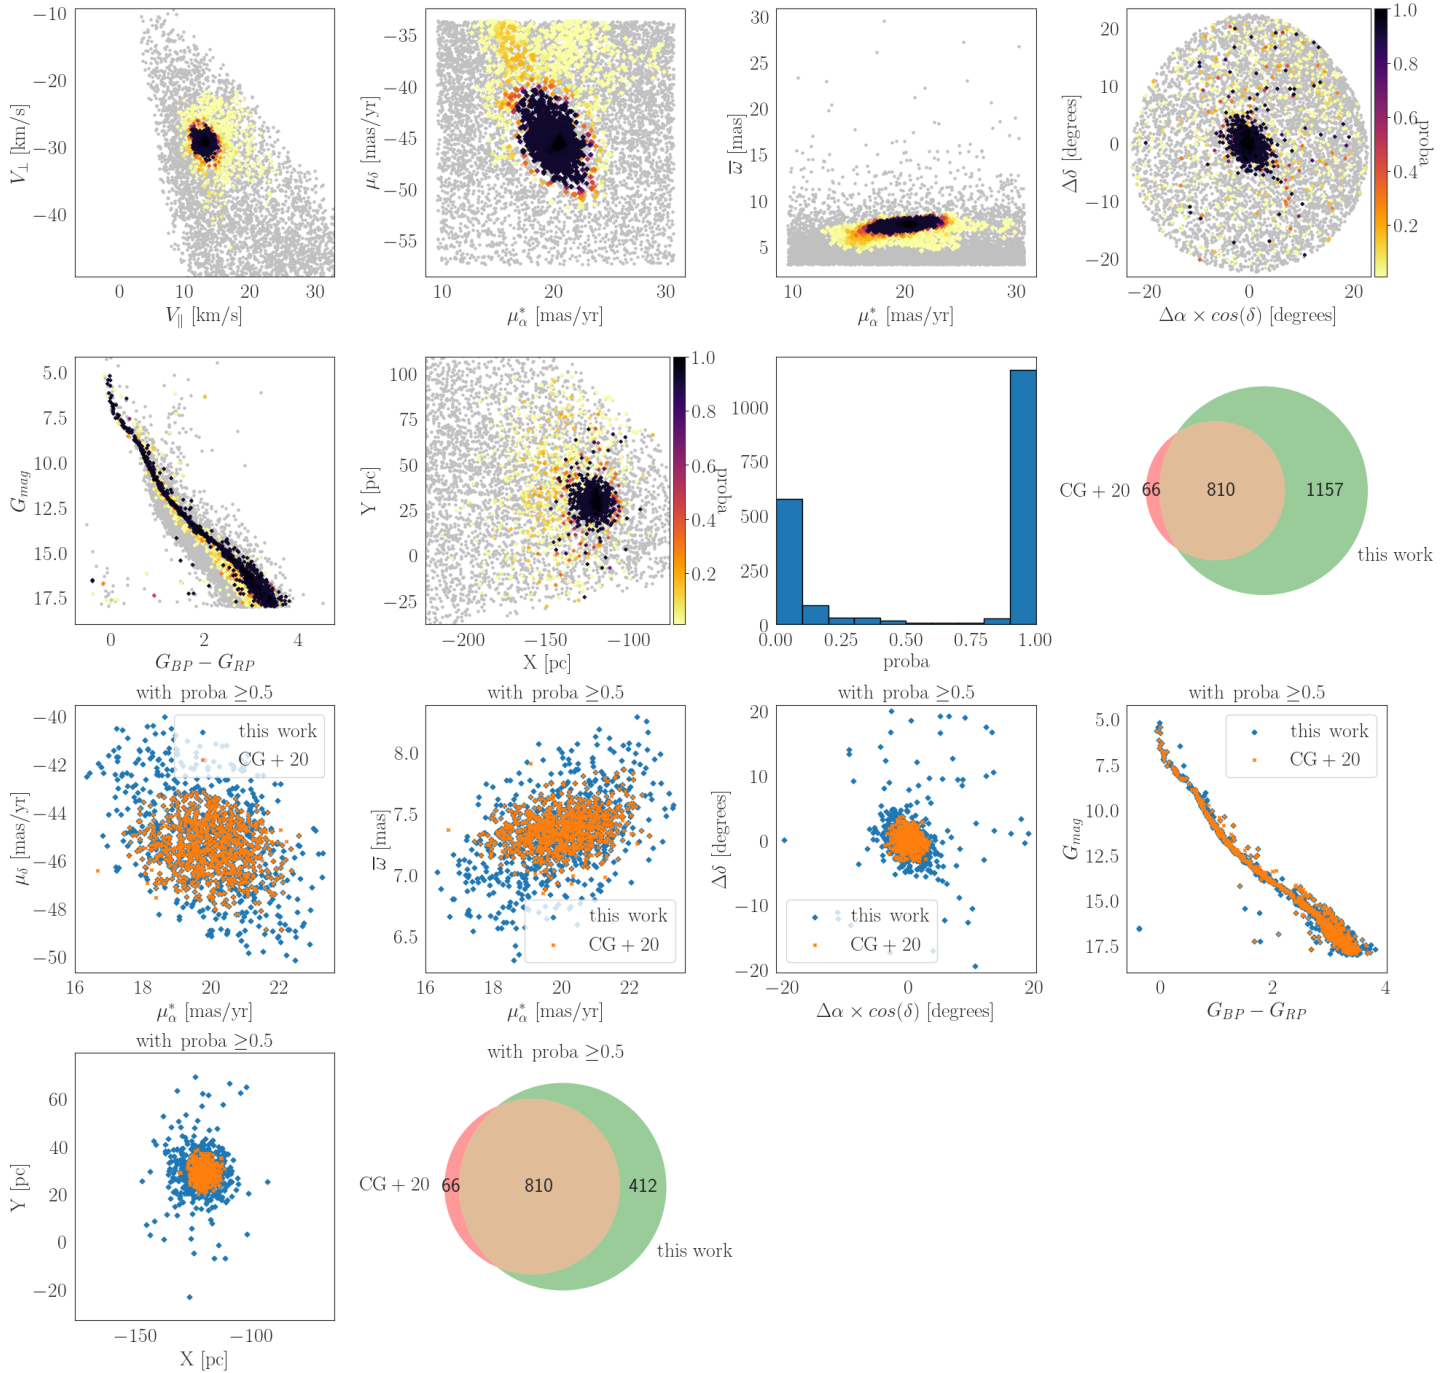 −10
−20
−30
−40
V⊥ [km/s]
0 10 20 30
V∥ [km/s]
−35
−40
−45
−50
−55
μδ [mas/yr]
10 20 30
μ*α [mas/yr]
30
25
20
15
10
5
ϖ [mas]
10 20 30
μ*α [mas/yr]
20
10
0
−10
−20
Δδ [degrees]
−20 0 20
Δα × cos(δ) [degrees]
1.0
0.8
0.6
0.4
0.2
proba
5.0
7.5
10.0
12.5
15.0
17.5
Gmag
0 2 4
GBP − GRP
100
75
50
25
0
−25
Y [pc]
−200 −150 −100
X [pc]
1.0
0.8
0.6
0.4
0.2
proba
1000
750
500
250
0
0.00 0.25 0.50 0.75 1.00
proba
CG + 20 66 810 1157
this work
with proba ≥0.5
−40
−42
−44
−46
−48
−50
μδ [mas/yr]
this work
CG + 20
16 18 20 22
μ*α [mas/yr]
with proba ≥0.5
8.0
7.5
7.0
6.5
ϖ [mas]
this work
CG + 20
16 18 20 22
μ*α [mas/yr]
with proba ≥0.5
20
10
0
−10
−20
Δδ [degrees]
this work
CG + 20
−20 0 20
Δα × cos(δ) [degrees]
with proba ≥0.5
5.0
7.5
10.0
12.5
15.0
17.5
Gmag
this work
CG + 20
0 2 4
GBP − GRP
with proba ≥0.5
60
40
20
0
−20
Y [pc]
−150 −100
X [pc]
with proba ≥0.5
CG + 20 66 810 412
this work